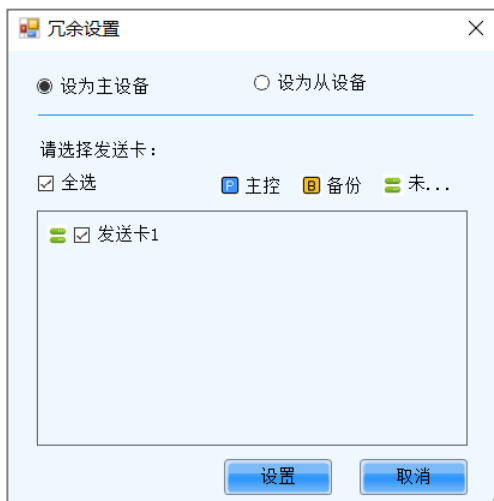 冗余设置
设为主设备 设为从设备
请选择发送卡：
全选 P 主控 B 备份 未...
发送卡1
设置 取消